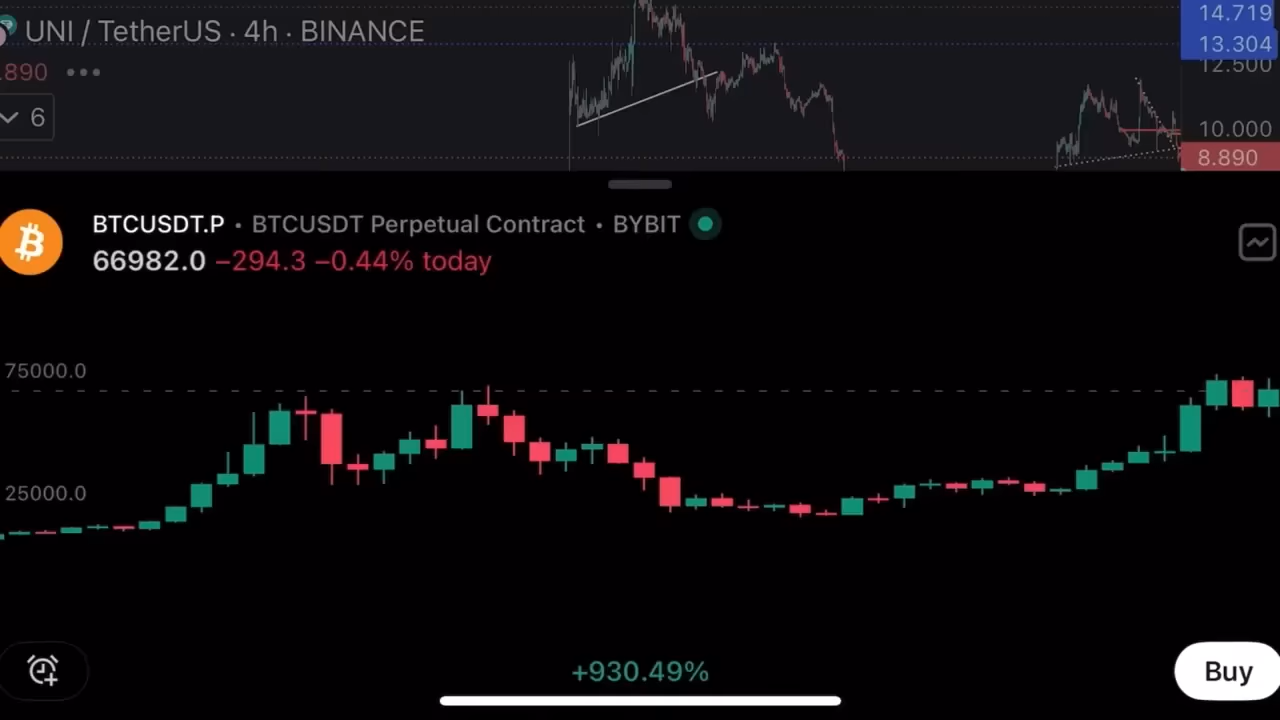 UNI / TetherUS · 4h · BINANCE
.890
6
14.719
13.304
12.500
10.000
8.890
BTCUSDT.P · BTCUSDT Perpetual Contract · BYBIT
66982.0 −294.3 −0.44% today
75000.0
25000.0
+930.49%
Buy